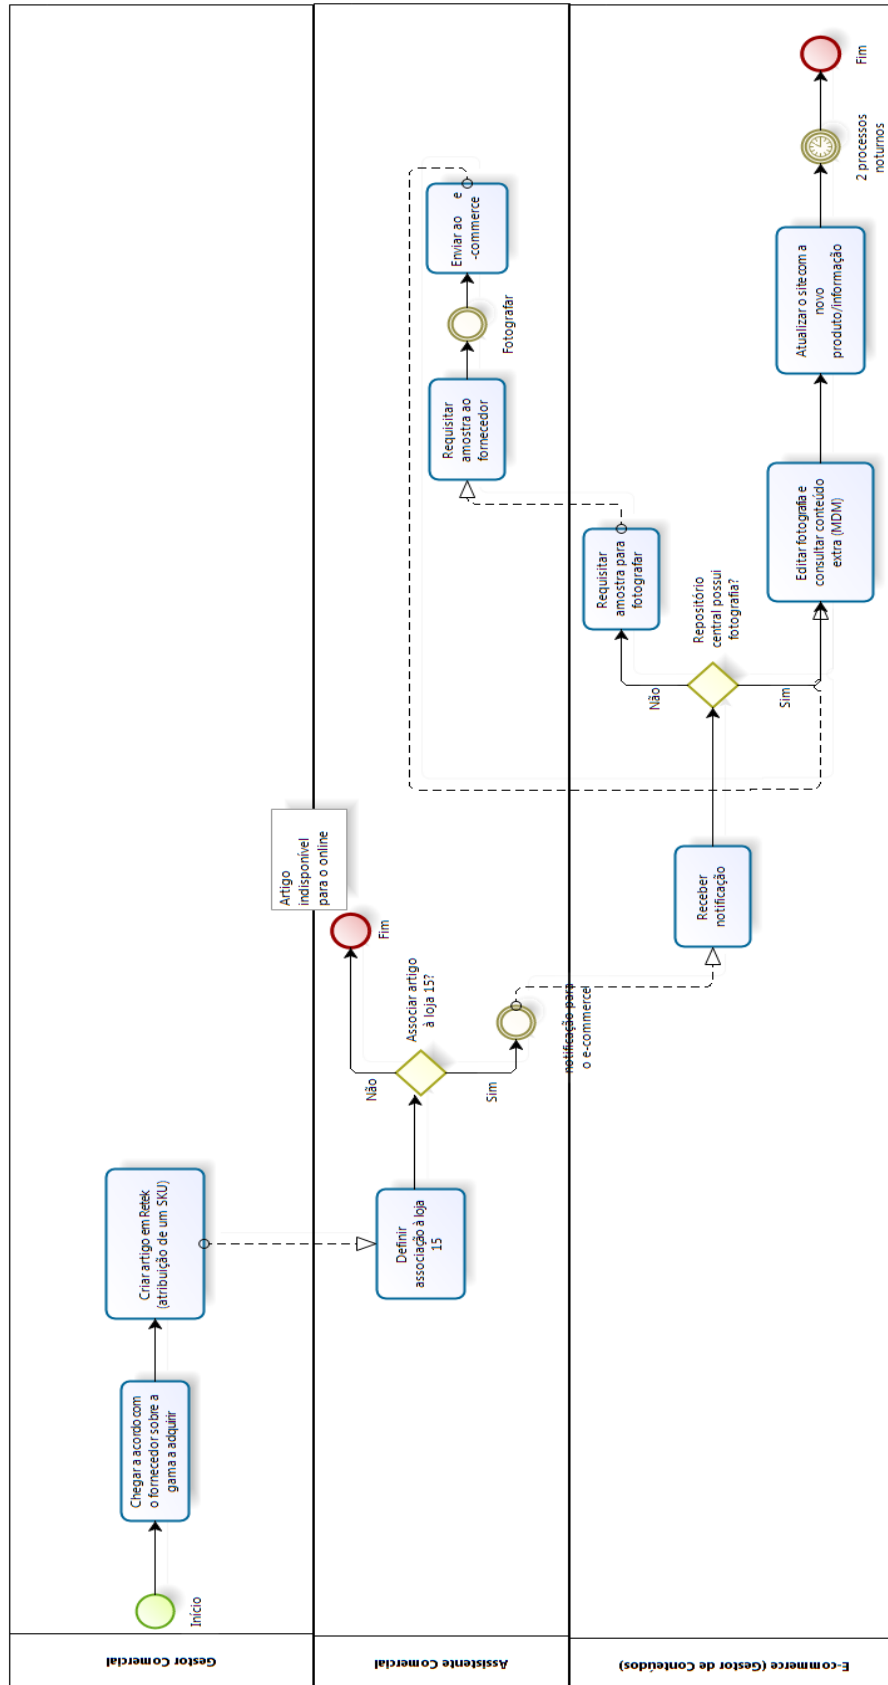 Gestor Comercial
Início
Chegar a acordo com
o fornecedor sobre a
gama a adquirir
Criar artigo em Retek
(atribuição de um SKU)
Assistente Comercial
Definir
associação à loja
15
Associar artigo
à loja 15?
Não
Sim
Fim
Artigo
indisponível
para o online
notificação para
o e-commerce
Requisitar
amostra ao
fornecedor
Fotografar
Enviar ao e
-commerce
E-commerce (Gestor de Conteúdos)
Receber
notificação
Repositório
central possui
fotografia?
Não
Sim
Requisitar
amostra para
fotografar
Editar fotografia e
consultar conteúdo
extra (MDM)
Atualizar o site com a
novo
produto/informação
2 processos
noturnos
Fim